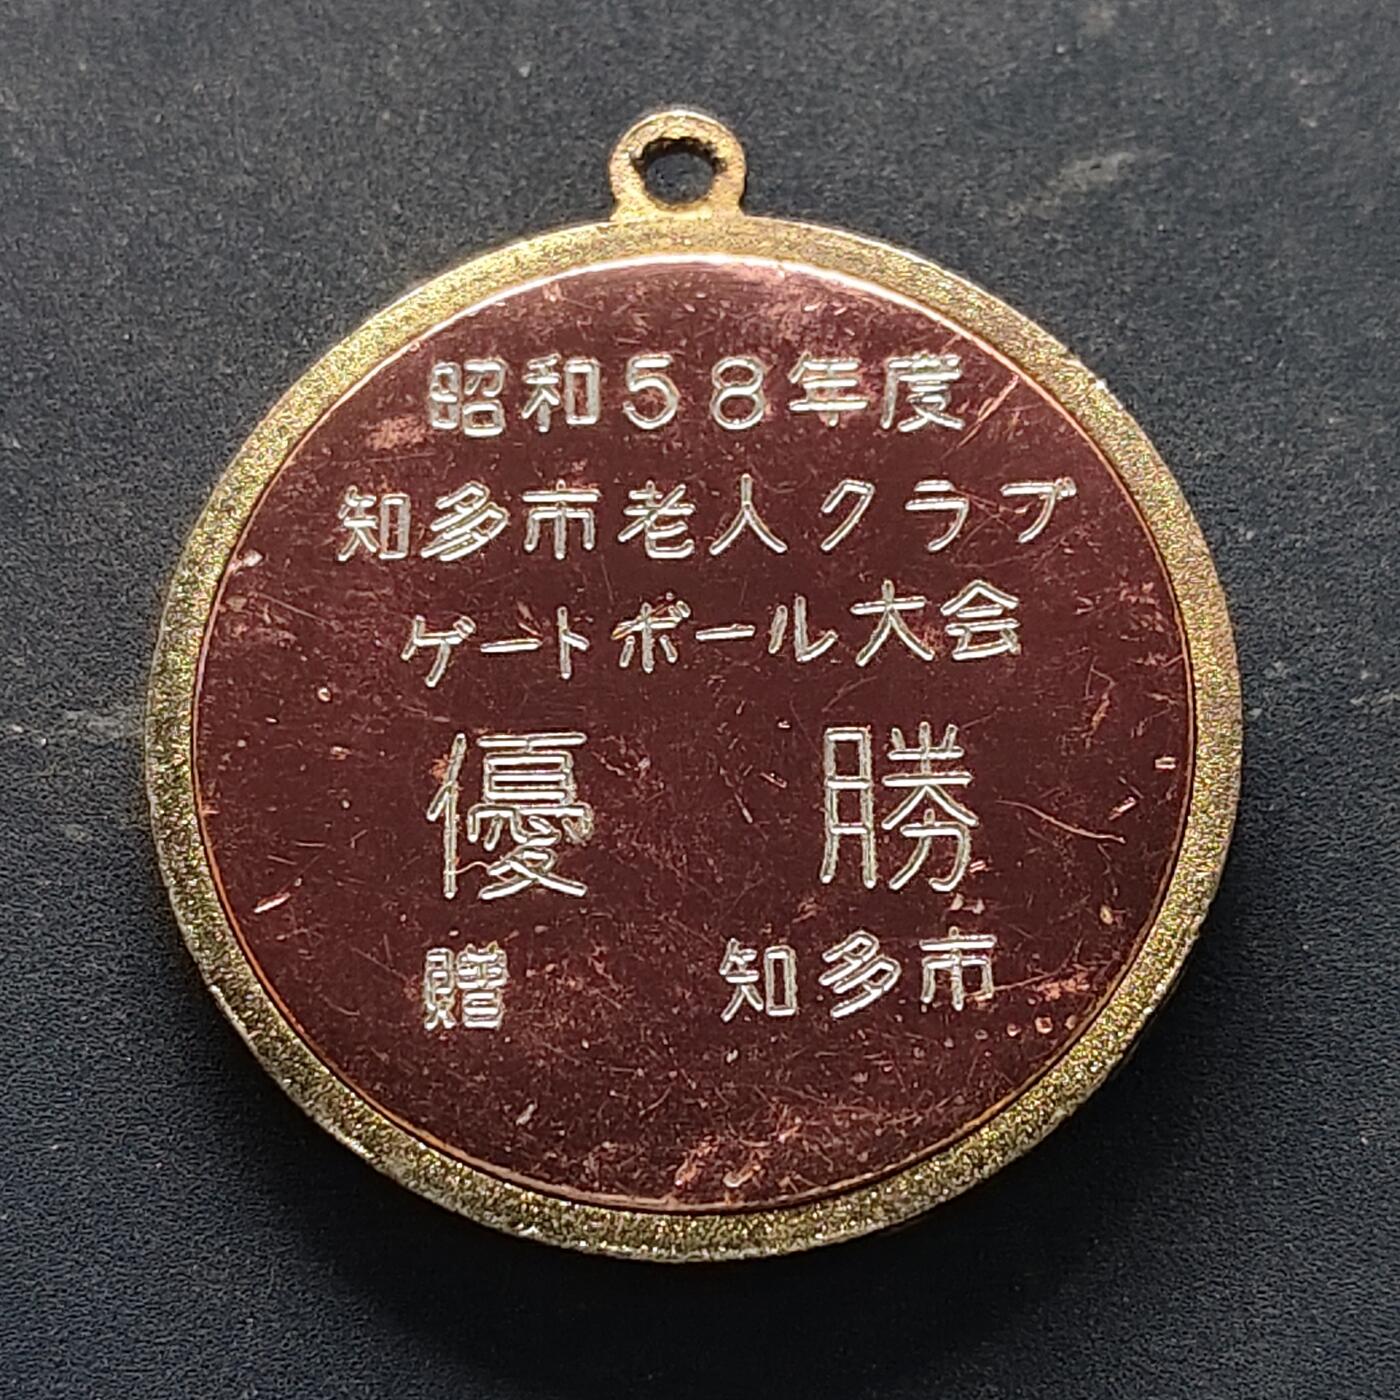 昭和58年度
知多市老人クラブ
ゲートボール大会
優 勝
贈 知多市